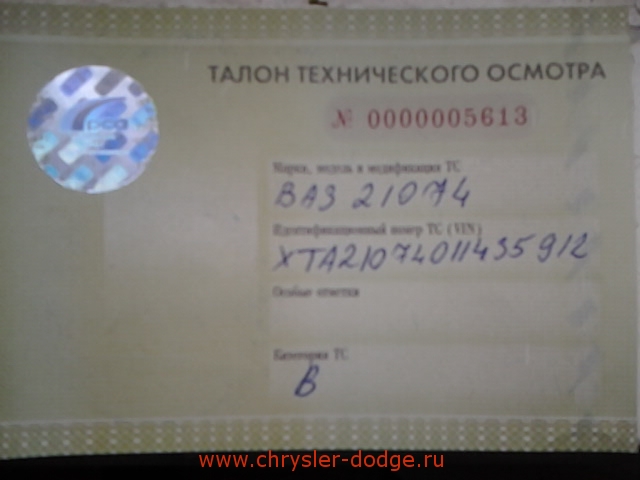 ТАЛОН ТЕХНИЧЕСКОГО ОСМОТРА
№ 0000005613
Марка, модель и модификация ТС
ВАЗ 21074
Идентификационный номер ТС (VIN)
XTA21074011435912
Особые отметки
Категория ТС
В
РСА
www.chrysler-dodge.ru